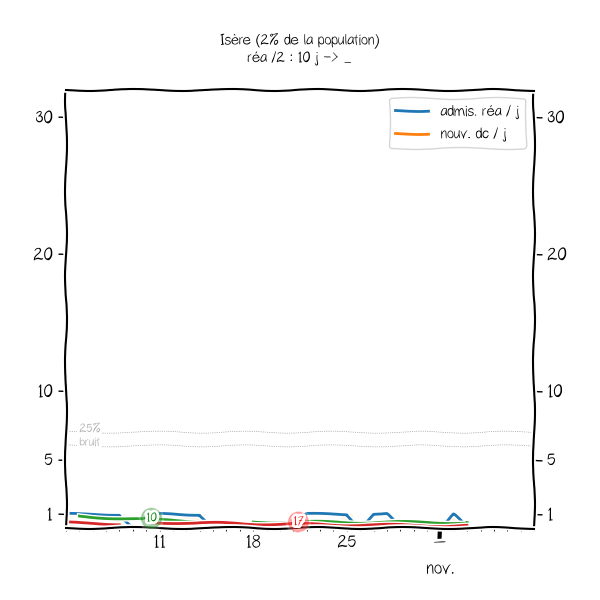 Isère (2% de la population)
réa /2 : 10 j -> _
admis. réa / j
nouv. dc / j
30 30
20 20
10 10
25%
bruit
5 5
1 1
10
17
11 18 25 1
nov.